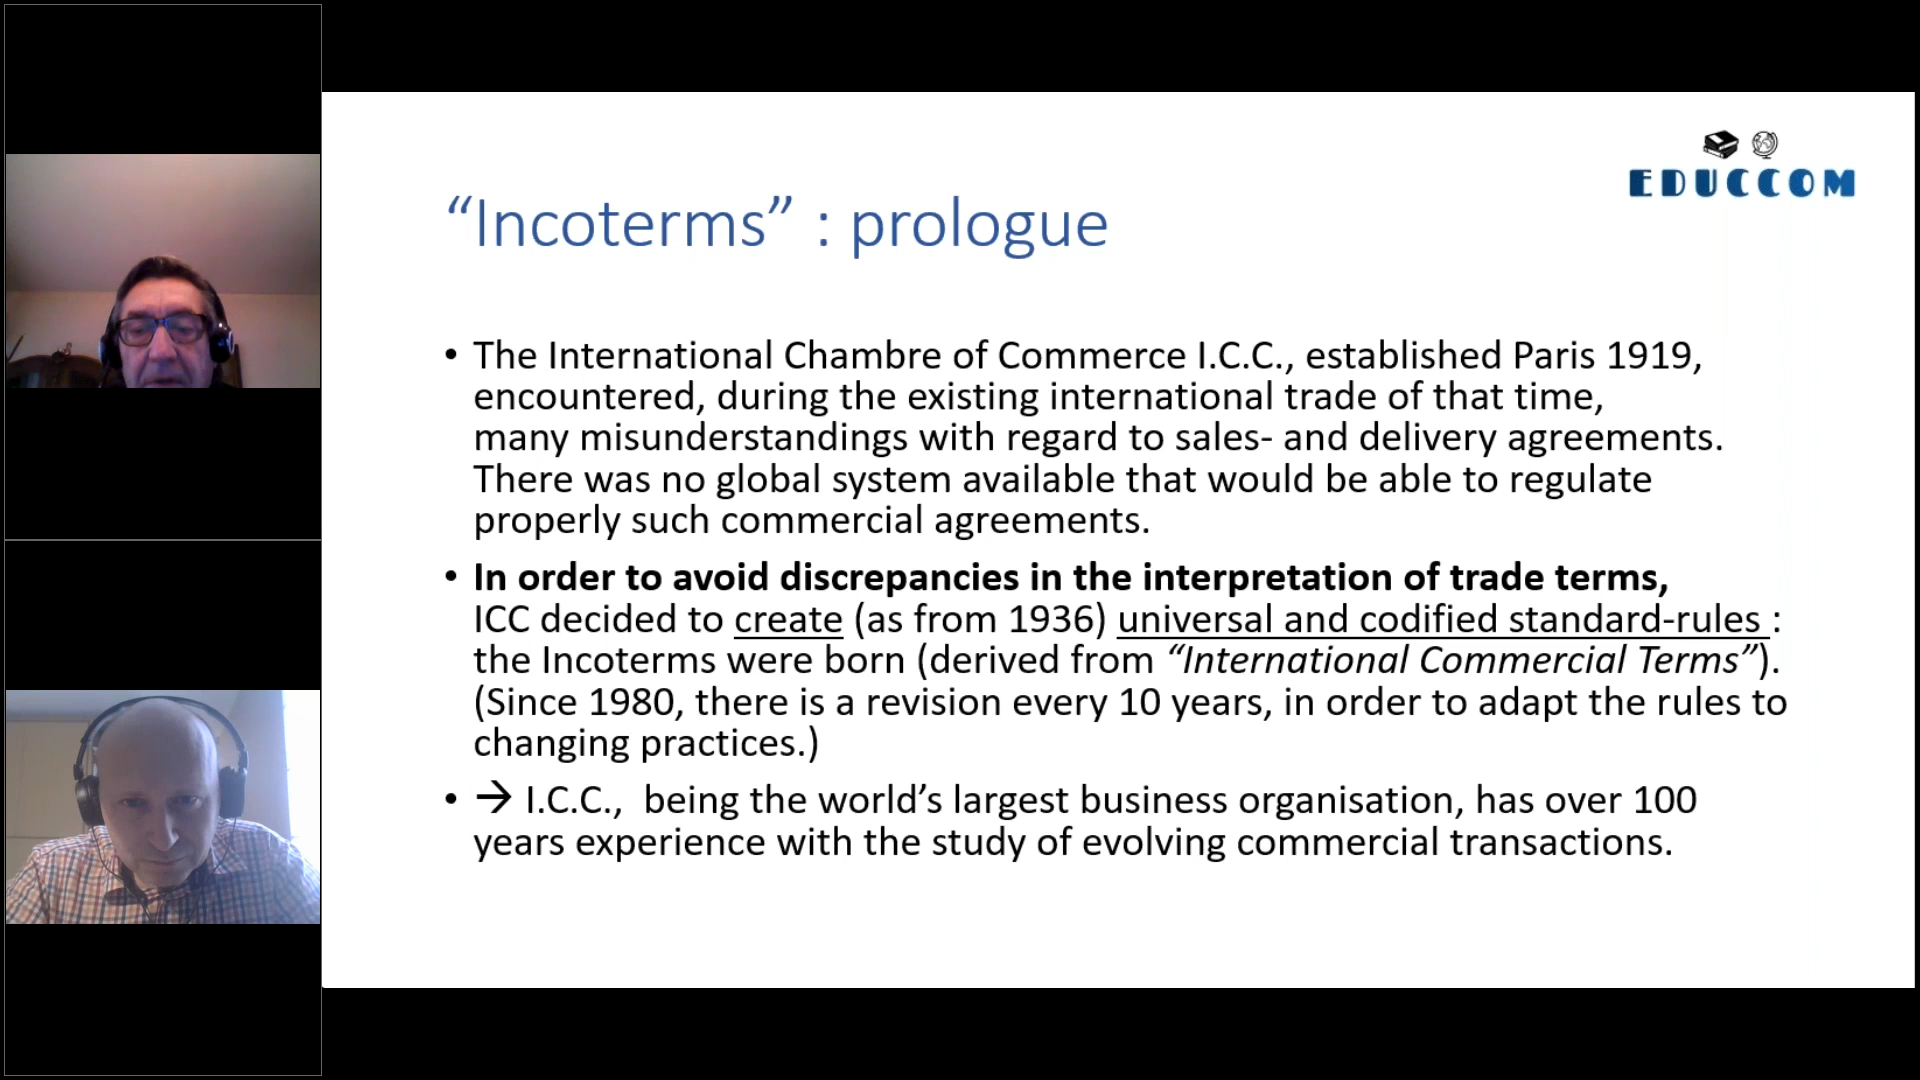 EDUCCOM
“Incoterms” : prologue
• The International Chambre of Commerce I.C.C., established Paris 1919,
encountered, during the existing international trade of that time,
many misunderstandings with regard to sales- and delivery agreements.
There was no global system available that would be able to regulate
properly such commercial agreements.
• In order to avoid discrepancies in the interpretation of trade terms,
ICC decided to create (as from 1936) universal and codified standard-rules :
the Incoterms were born (derived from “International Commercial Terms”).
(Since 1980, there is a revision every 10 years, in order to adapt the rules to
changing practices.)
• → I.C.C.,  being the world’s largest business organisation, has over 100
years experience with the study of evolving commercial transactions.